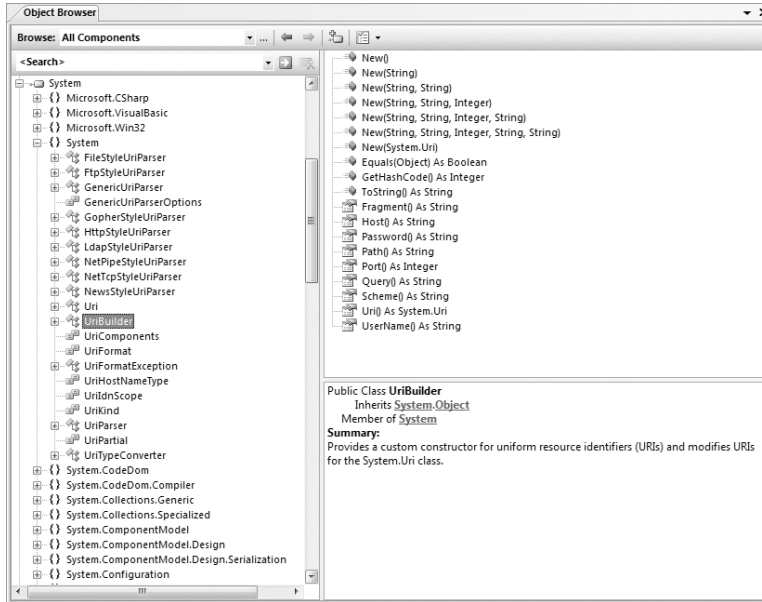 Object Browser
Browse: All Components
...
<Search>
System
{} Microsoft.CSharp
{} Microsoft.VisualBasic
{} Microsoft.Win32
{} System
FileStyleUriParser
FtpStyleUriParser
GenericUriParser
GenericUriParserOptions
GopherStyleUriParser
HttpStyleUriParser
LdapStyleUriParser
NetPipeStyleUriParser
NetTcpStyleUriParser
NewsStyleUriParser
Uri
UriBuilder
UriComponents
UriFormat
UriFormatException
UriHostNameType
UriIdnScope
UriKind
UriParser
UriPartial
UriTypeConverter
{} System.CodeDom
{} System.CodeDom.Compiler
{} System.Collections.Generic
{} System.Collections.Specialized
{} System.ComponentModel
{} System.ComponentModel.Design
{} System.ComponentModel.Design.Serialization
{} System.Configuration
New()
New(String)
New(String, String)
New(String, String, Integer)
New(String, String, Integer, String)
New(String, String, Integer, String, String)
New(System.Uri)
Equals(Object) As Boolean
GetHashCode() As Integer
ToString() As String
Fragment() As String
Host() As String
Password() As String
Path() As String
Port() As Integer
Query() As String
Scheme() As String
Uri() As System.Uri
UserName() As String
Public Class UriBuilder
Inherits System.Object
Member of System
Summary:
Provides a custom constructor for uniform resource identifiers (URIs) and modifies URIs
for the System.Uri class.